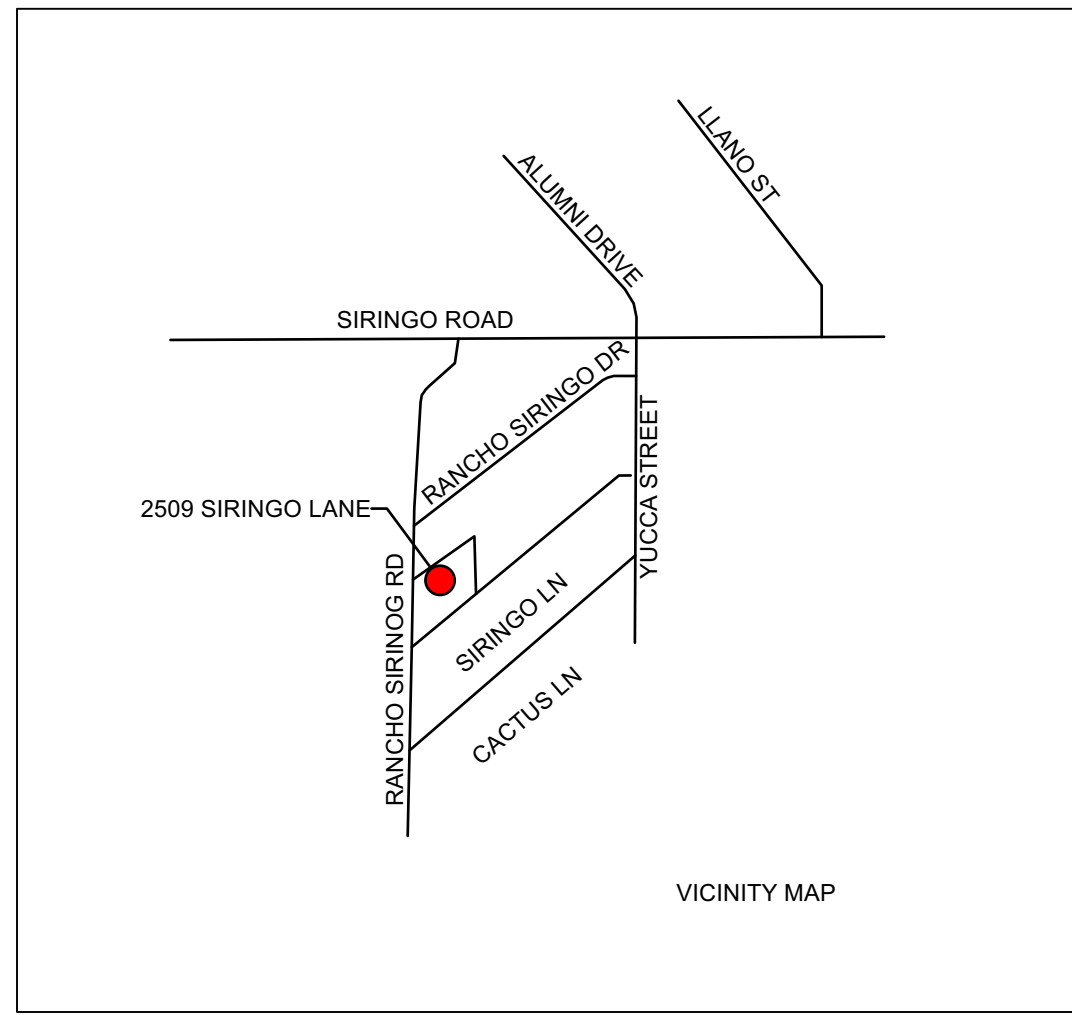 LLANO ST
ALUMNI DRIVE
SIRINGO ROAD
RANCHO SIRINGO DR
YUCCA STREET
2509 SIRINGO LANE
RANCHO SIRINOG RD
SIRINGO LN
CACTUS LN
VICINITY MAP